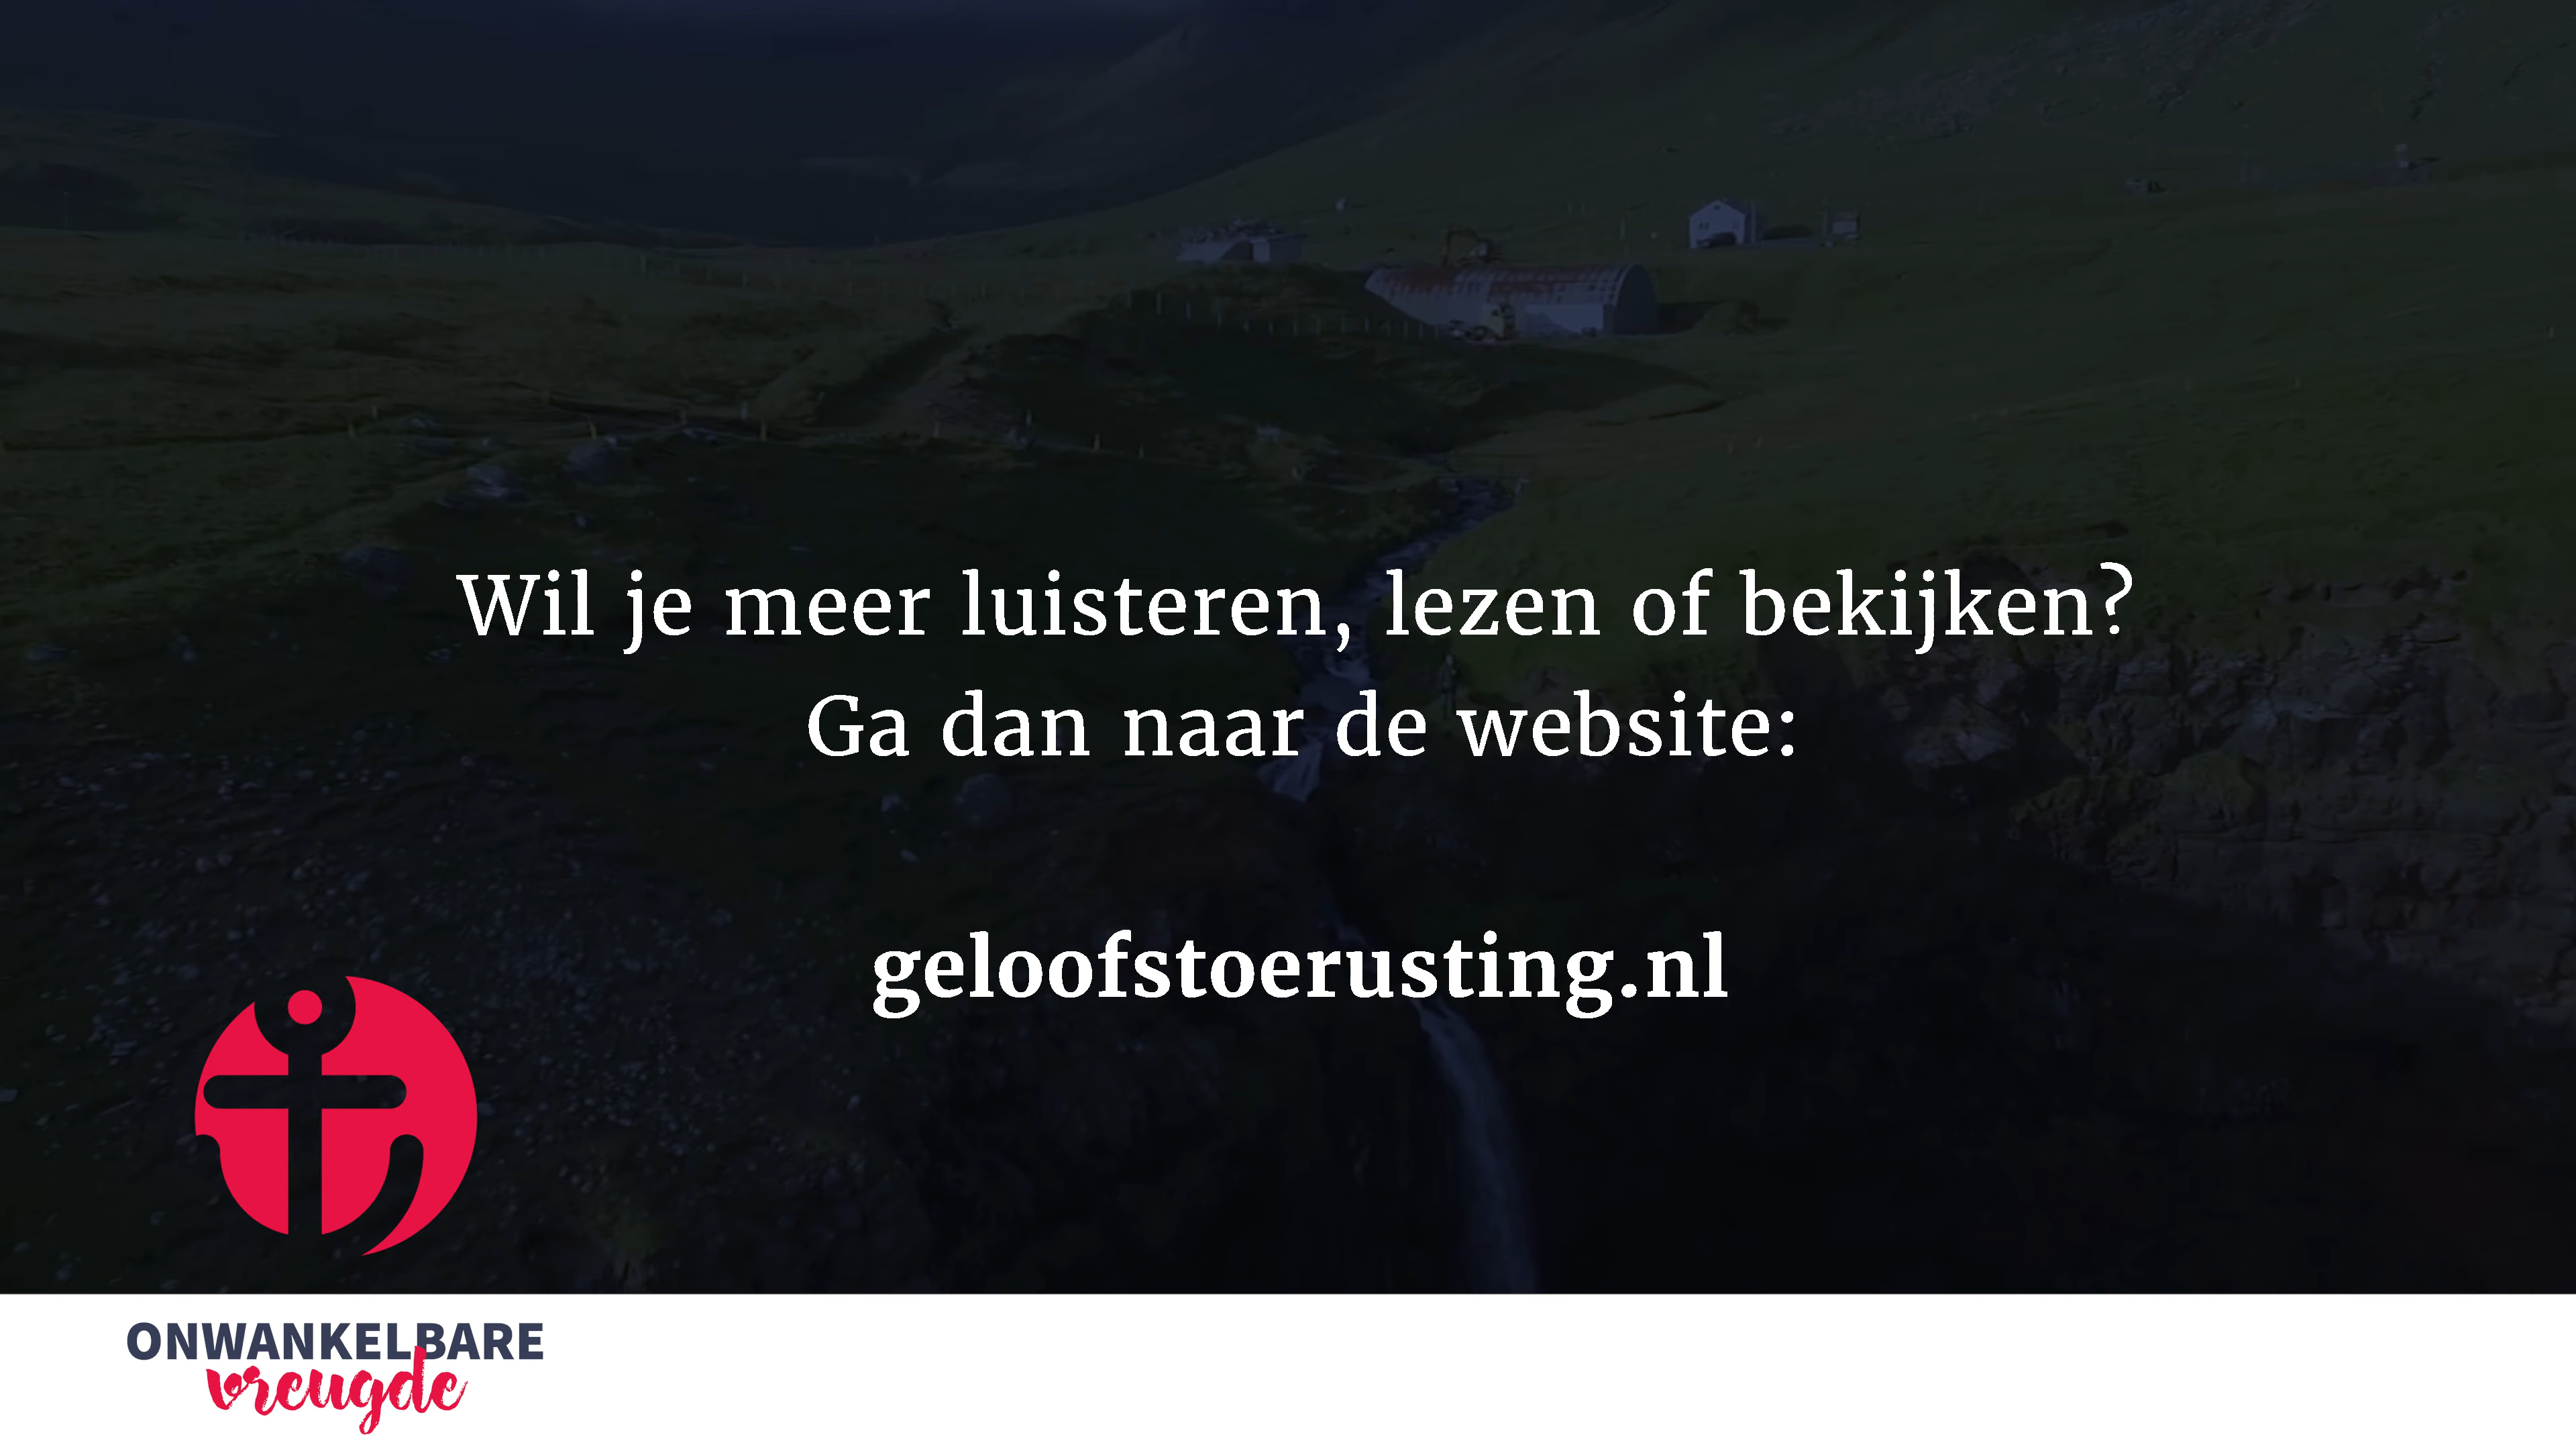 Wil je meer luisteren, lezen of bekijken?
Ga dan naar de website:
geloofstoerusting.nl
ONWANKELBARE
vreugde